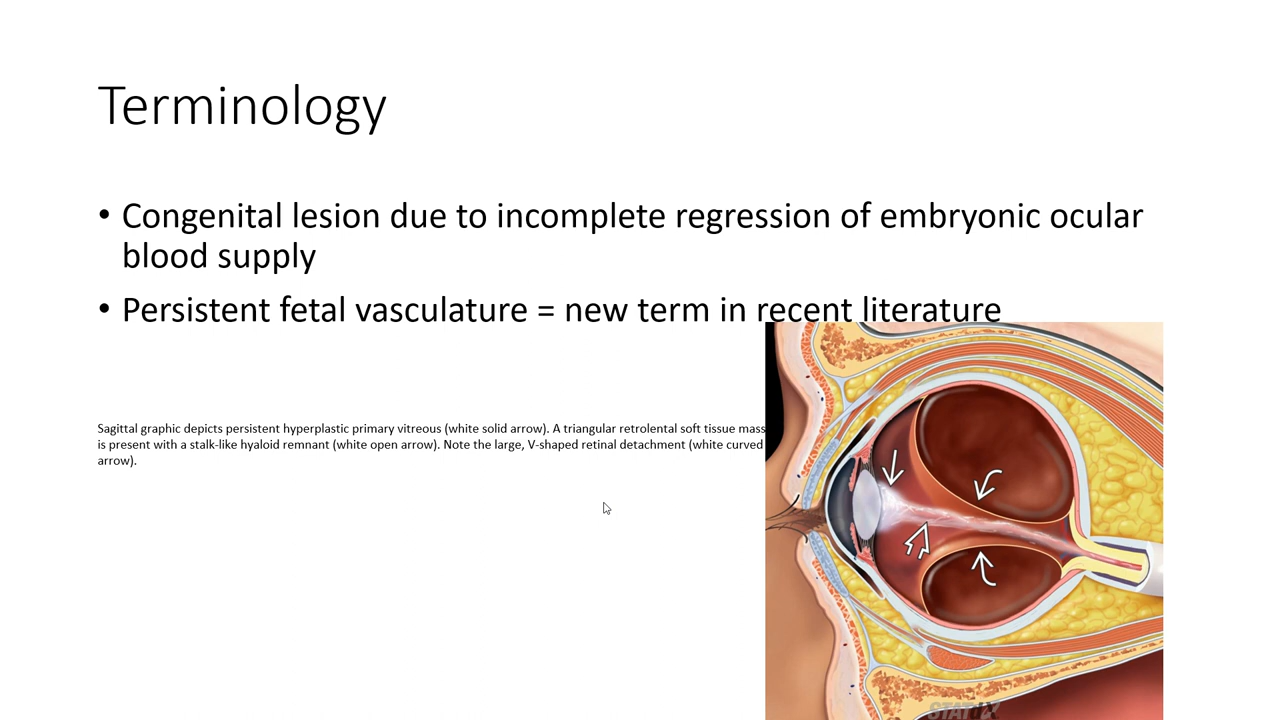 Terminology
• Congenital lesion due to incomplete regression of embryonic ocular
blood supply
• Persistent fetal vasculature = new term in recent literature
Sagittal graphic depicts persistent hyperplastic primary vitreous (white solid arrow). A triangular retrolental soft tissue mass
is present with a stalk-like hyaloid remnant (white open arrow). Note the large, V-shaped retinal detachment (white curved
arrow).